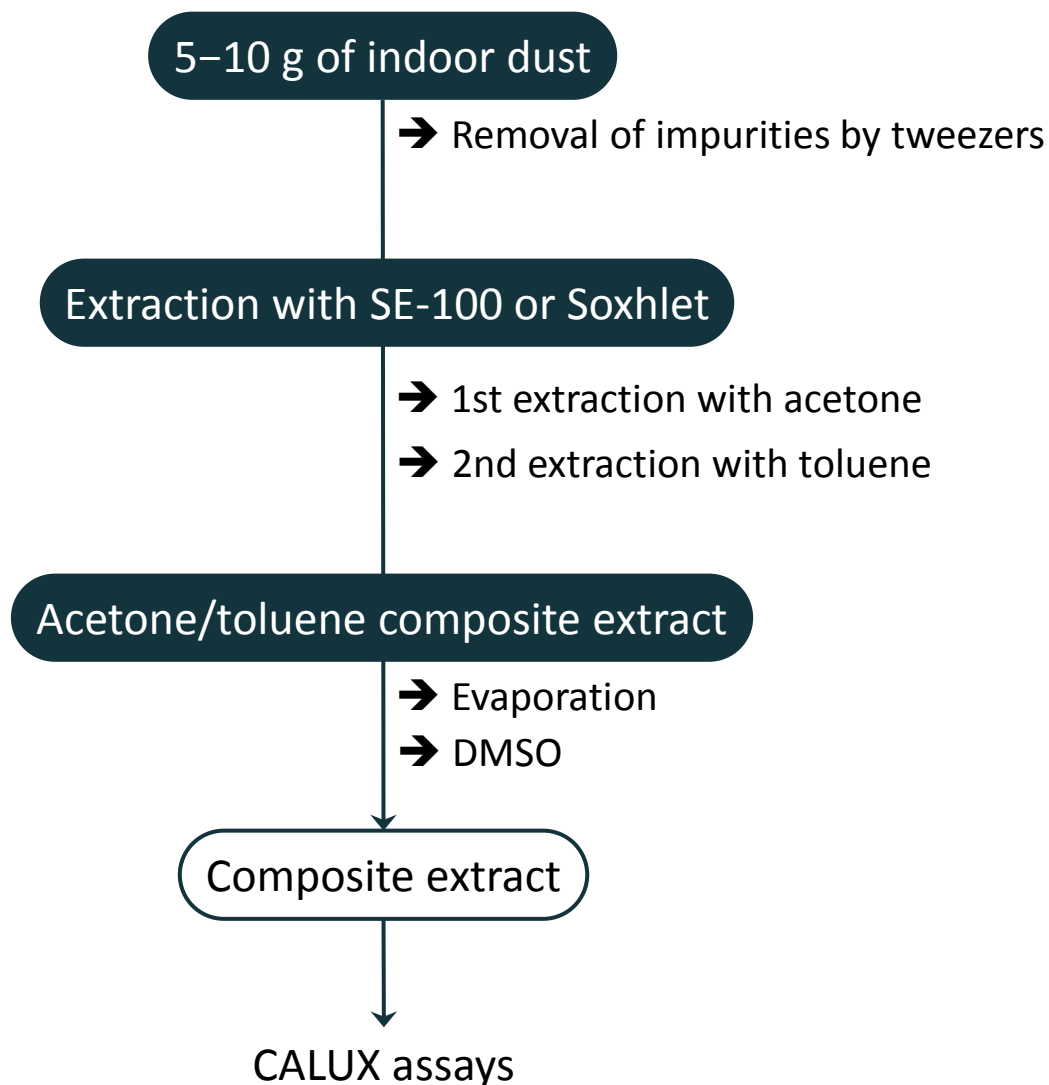 5–10 g of indoor dust
➔ Removal of impurities by tweezers
Extraction with SE-100 or Soxhlet
➔ 1st extraction with acetone
➔ 2nd extraction with toluene
Acetone/toluene composite extract
➔ Evaporation
➔ DMSO
Composite extract
CALUX assays